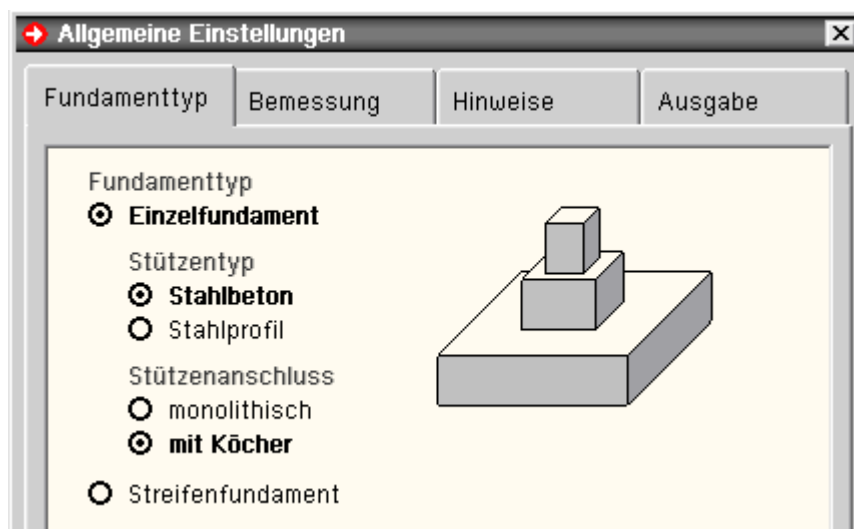 Allgemeine Einstellungen
Fundamenttyp Bemessung Hinweise Ausgabe
Fundamenttyp
Einzelfundament
Stützentyp
Stahlbeton
Stahlprofil
Stützenanschluss
monolithisch
mit Köcher
Streifenfundament